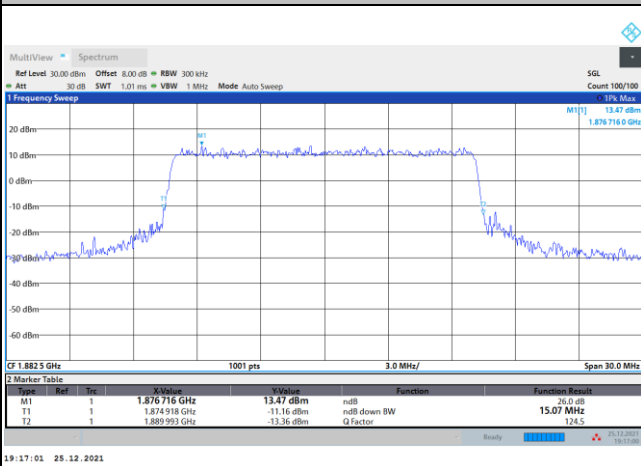 MultiView Spectrum
Ref Level 30.00 dBm Offset 8.00 dB RBW 300 kHz SGL
Att 30 dB SWT 1.01 ms VBW 1 MHz Mode Auto Sweep Count 100/100
1 Frequency Sweep 1Pk Max
M1[1] 13.47 dBm
1.876 716 0 GHz
20 dBm
M1
10 dBm
0 dBm
T1
T2
-10 dBm
-20 dBm
-30 dBm
-40 dBm
-50 dBm
-60 dBm
CF 1.882 5 GHz 1001 pts 3.0 MHz/ Span 30.0 MHz
2 Marker Table
Type Ref Trc X-Value Y-Value Function Function Result
M1 1 1.876 716 GHz 13.47 dBm ndB 26.0 dB
T1 1 1.874 918 GHz -11.16 dBm ndB down BW 15.07 MHz
T2 1 1.889 993 GHz -13.36 dBm Q Factor 124.5
Ready 25.12.2021
19:17:00
19:17:01 25.12.2021